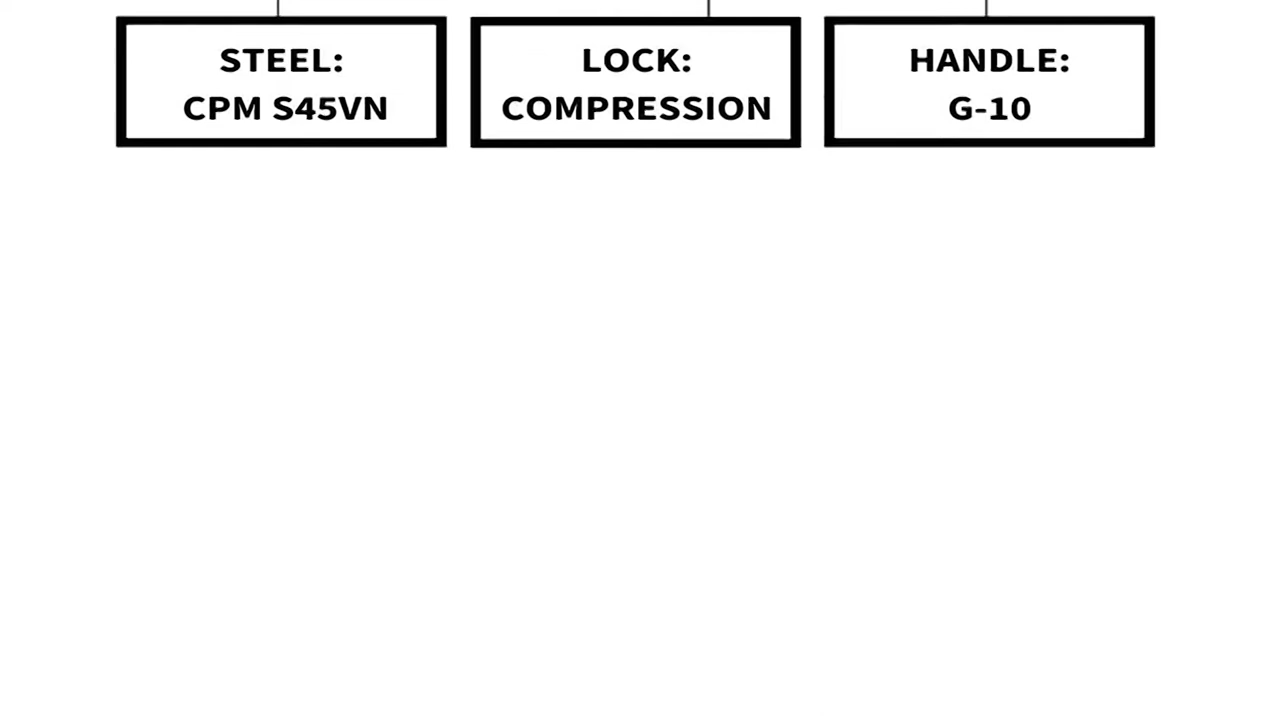 STEEL:
CPM S45VN
LOCK:
COMPRESSION
HANDLE:
G-10